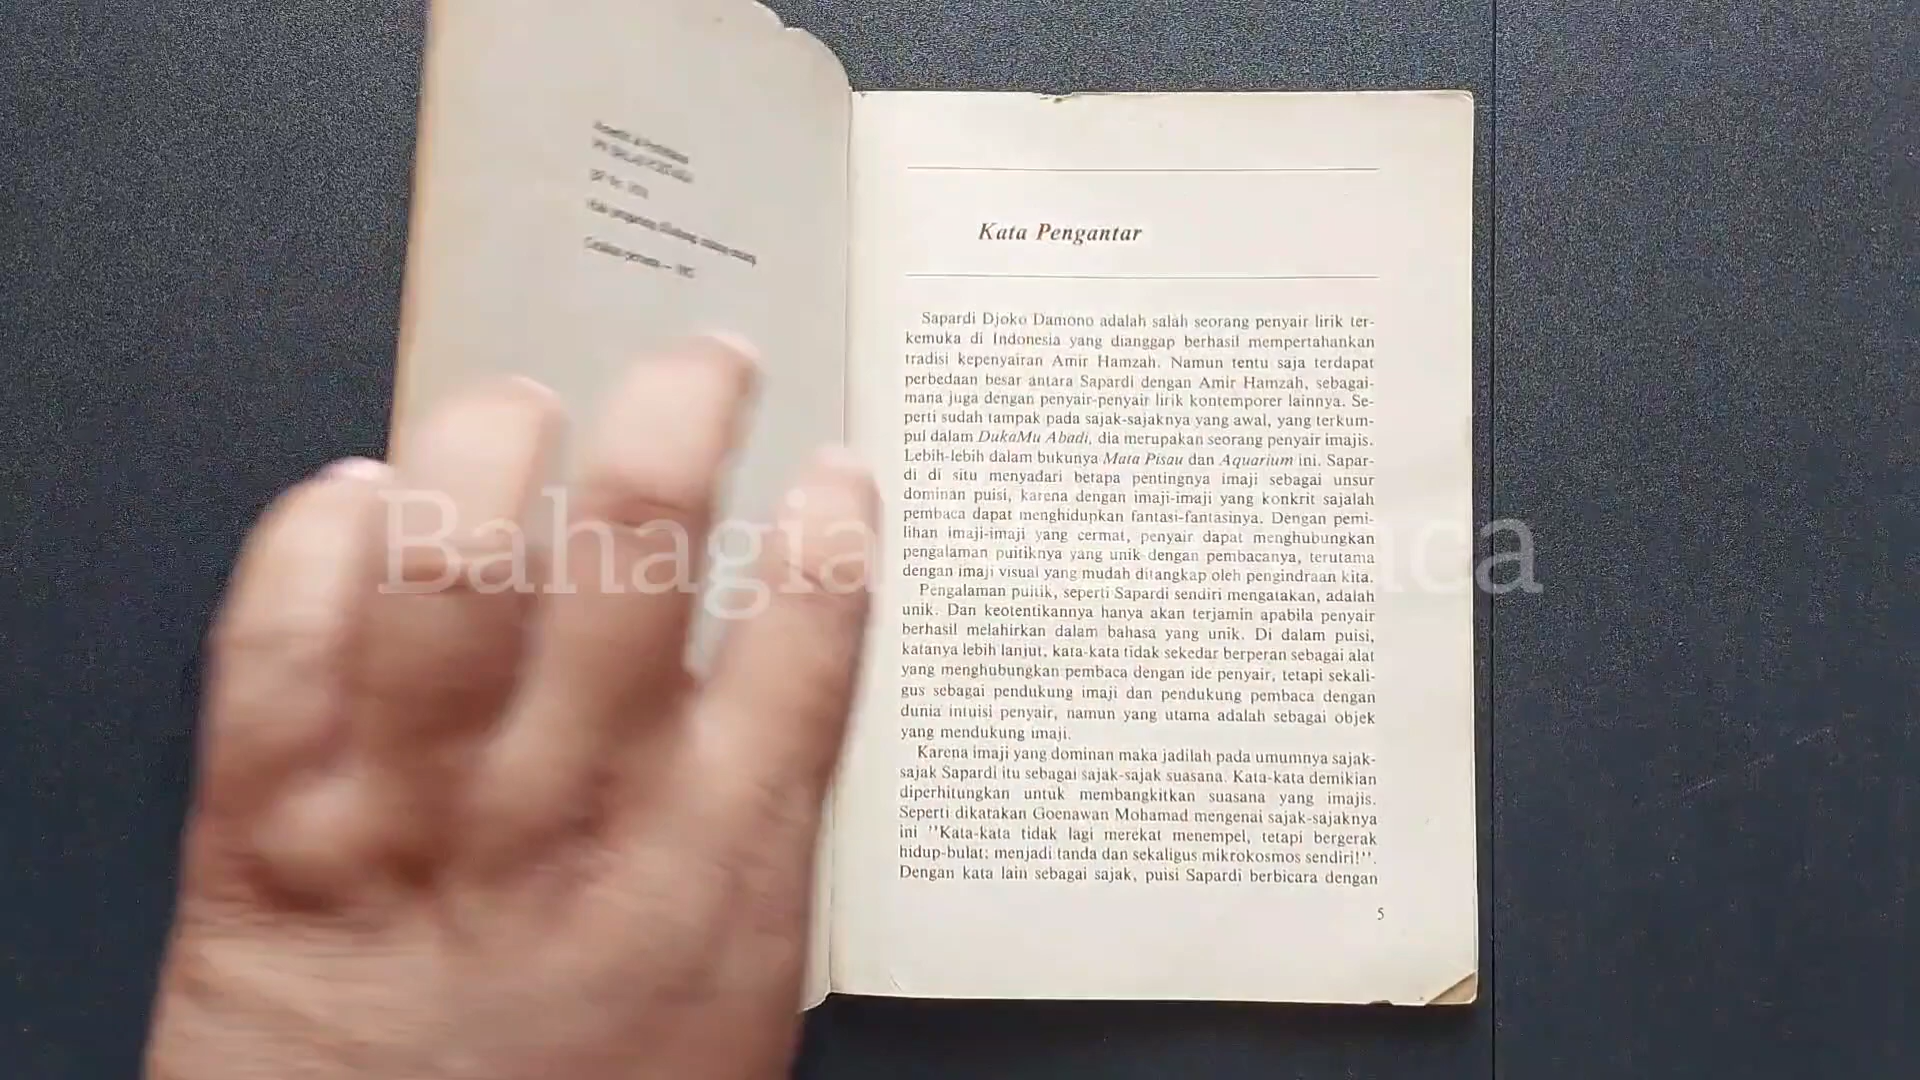 PN BALAI PUSTAKA
Hak pengarang dilindungi undang-undang
Kata Pengantar
Sapardi Djoko Damono adalah salah seorang penyair lirik ter-
kemuka di Indonesia yang dianggap berhasil mempertahankan
tradisi kepenyairan Amir Hamzah. Namun tentu saja terdapat
perbedaan besar antara Sapardi dengan Amir Hamzah, sebagai-
mana juga dengan penyair-penyair lirik kontemporer lainnya. Se-
perti sudah tampak pada sajak-sajaknya yang awal, yang terkum-
pul dalam DukaMu Abadi, dia merupakan seorang penyair imajis.
Lebih-lebih dalam bukunya Mata Pisau dan Aquarium ini. Sapar-
di di situ menyadari betapa pentingnya imaji sebagai unsur
dominan puisi, karena dengan imaji-imaji yang konkrit sajalah
pembaca dapat menghidupkan fantasi-fantasinya. Dengan pemi-
lihan imaji-imaji yang cermat, penyair dapat menghubungkan
pengalaman puitiknya yang unik dengan pembacanya, terutama
dengan imaji visual yang mudah ditangkap oleh pengindraan kita.
Pengalaman puitik, seperti Sapardi sendiri mengatakan, adalah
unik. Dan keotentikannya hanya akan terjamin apabila penyair
berhasil melahirkan dalam bahasa yang unik. Di dalam puisi,
katanya lebih lanjut, kata-kata tidak sekedar berperan sebagai alat
yang menghubungkan pembaca dengan ide penyair, tetapi sekali-
gus sebagai pendukung imaji dan pendukung pembaca dengan
dunia intuisi penyair, namun yang utama adalah sebagai objek
yang mendukung imaji.
Karena imaji yang dominan maka jadilah pada umumnya sajak-
sajak Sapardi itu sebagai sajak-sajak suasana. Kata-kata demikian
diperhitungkan untuk membangkitkan suasana yang imajis.
Seperti dikatakan Goenawan Mohamad mengenai sajak-sajaknya
ini "Kata-kata tidak lagi merekat menempel, tetapi bergerak
hidup-bulat: menjadi tanda dan sekaligus mikrokosmos sendiri!".
Dengan kata lain sebagai sajak, puisi Sapardi berbicara dengan
5